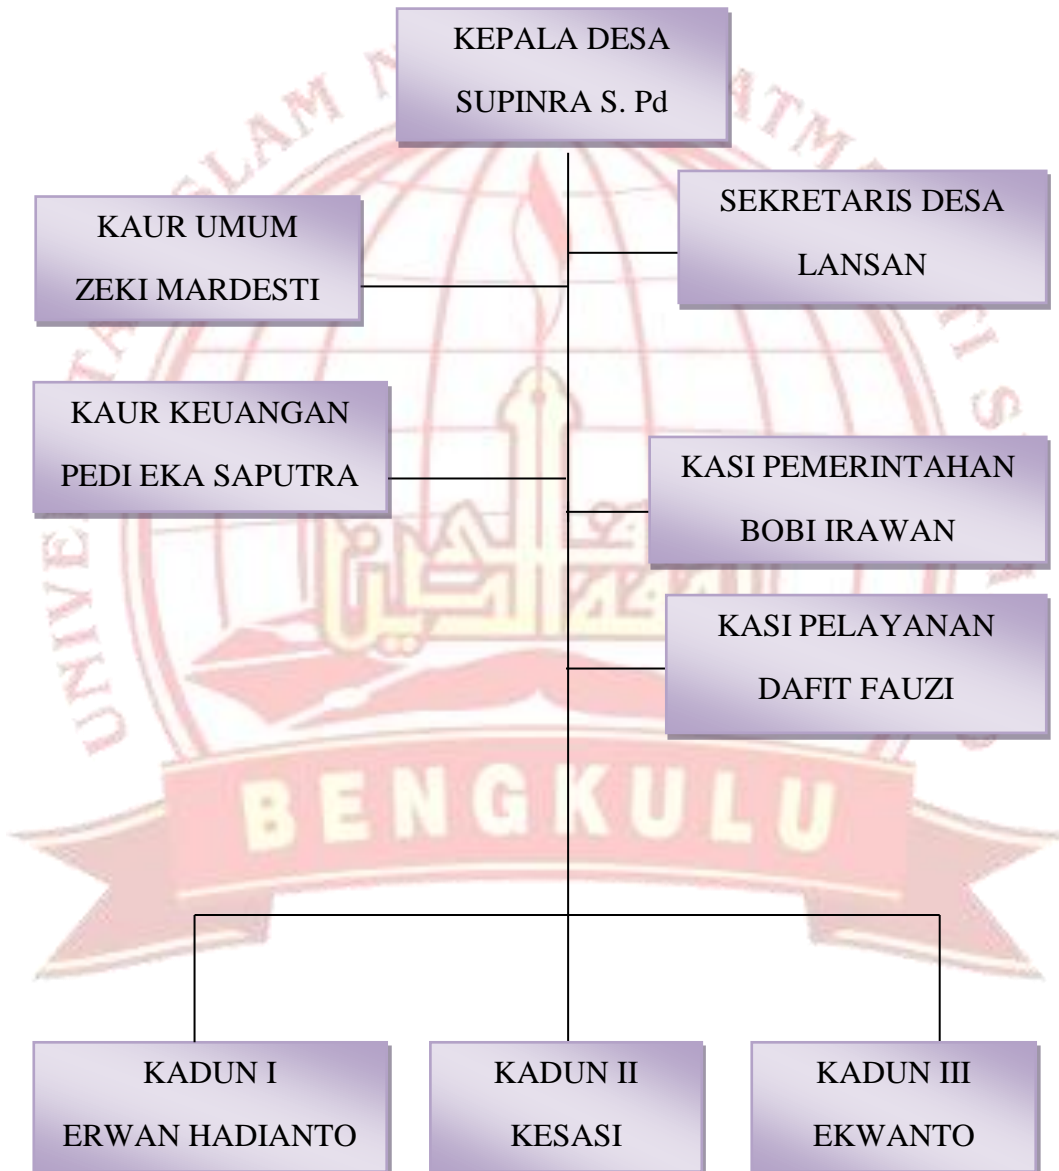 KEPALA DESA
SUPINRA S. Pd
SEKRETARIS DESA
LANSAN
KAUR UMUM
ZEKI MARDESTI
KAUR KEUANGAN
PEDI EKA SAPUTRA
KASI PEMERINTAHAN
BOBI IRAWAN
KASI PELAYANAN
DAFIT FAUZI
BENGKULU
KADUN I
ERWAN HADIANTO
KADUN II
KESASI
KADUN III
EKWANTO